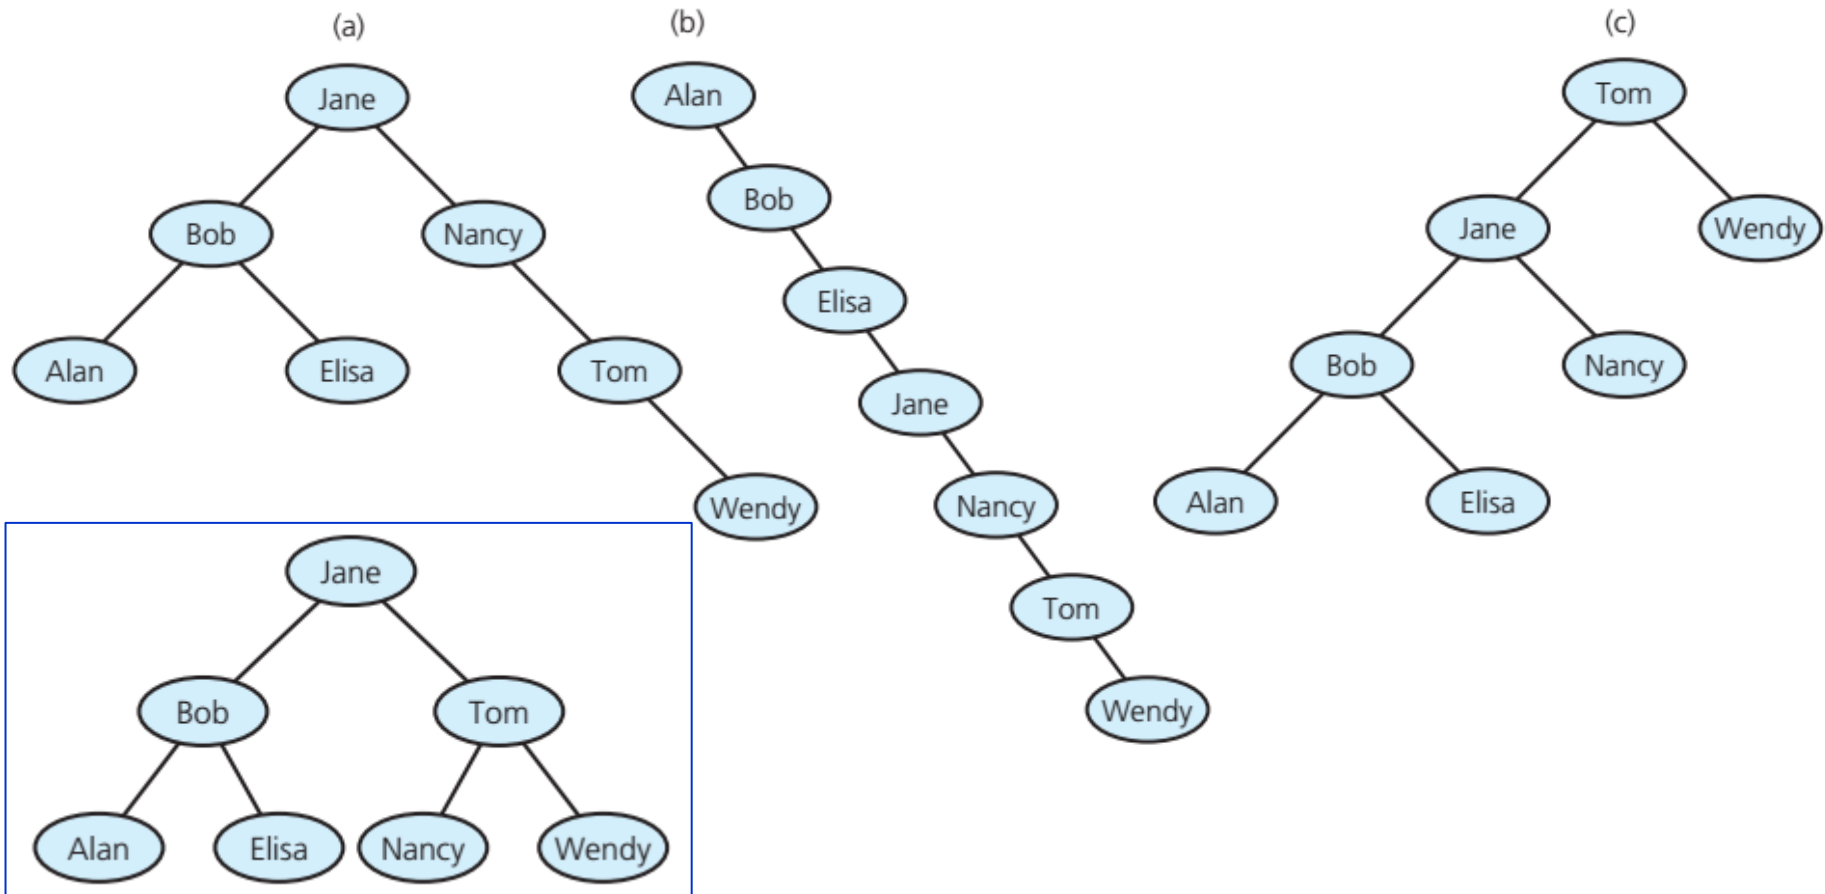 (a)
Jane
Bob
Nancy
Alan
Elisa
Tom
Wendy
(b)
Alan
Bob
Elisa
Jane
Nancy
Tom
Wendy
(c)
Tom
Jane
Wendy
Bob
Nancy
Alan
Elisa
Jane
Bob
Tom
Alan
Elisa
Nancy
Wendy